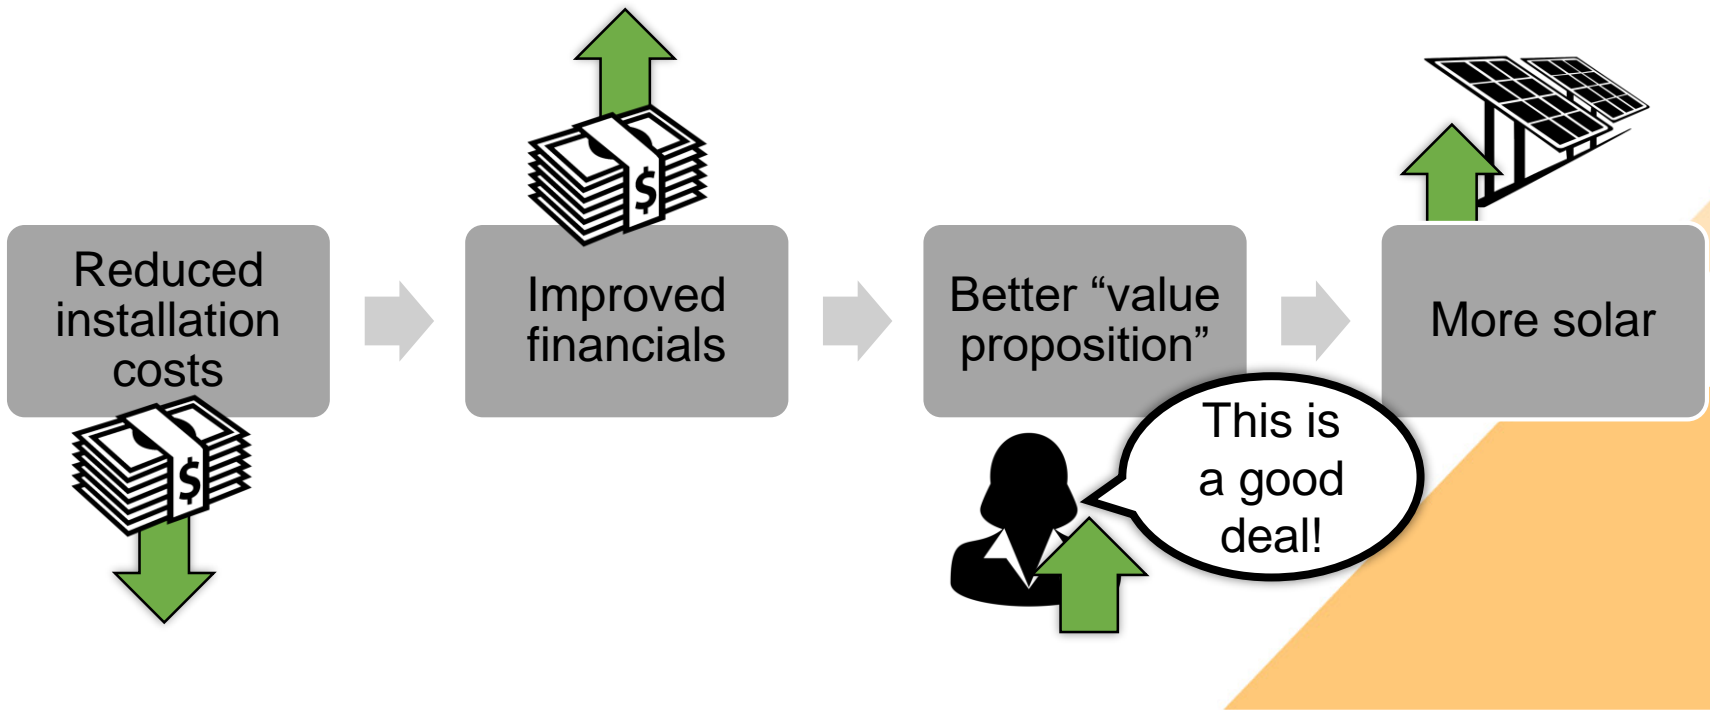 Reduced
installation
costs
$
Improved
financials
$
Better “value
proposition”
This is
a good
deal!
More solar